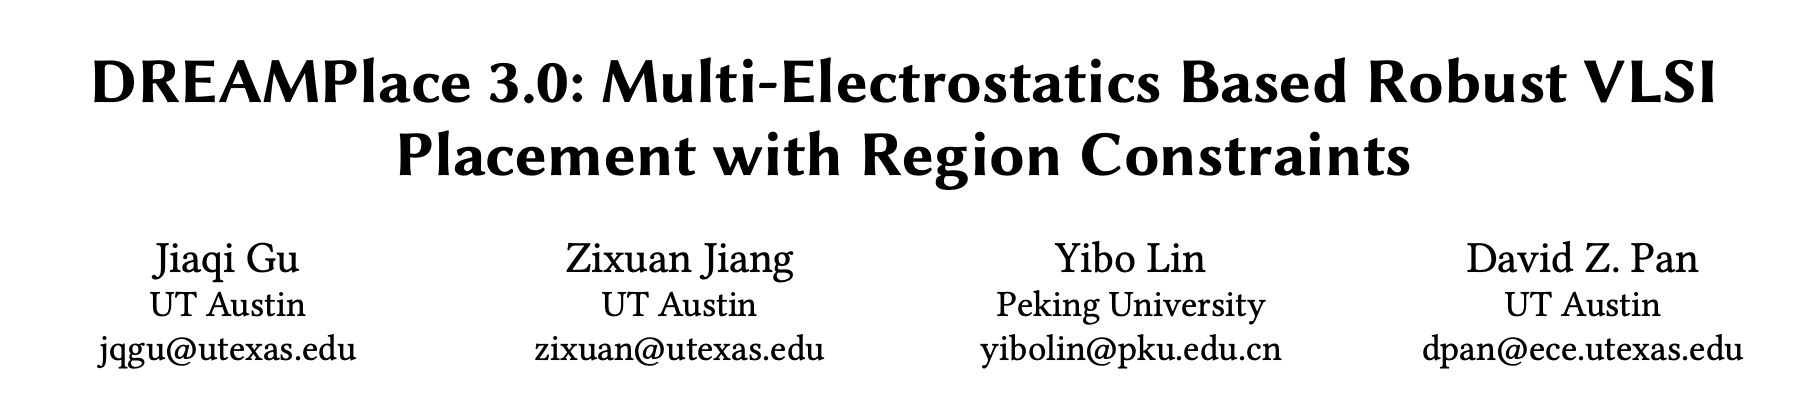 DREAMPlace 3.0: Multi-Electrostatics Based Robust VLSI
Placement with Region Constraints
Jiaqi Gu
UT Austin
jqgu@utexas.edu
Zixuan Jiang
UT Austin
zixuan@utexas.edu
Yibo Lin
Peking University
yibolin@pku.edu.cn
David Z. Pan
UT Austin
dpan@ece.utexas.edu